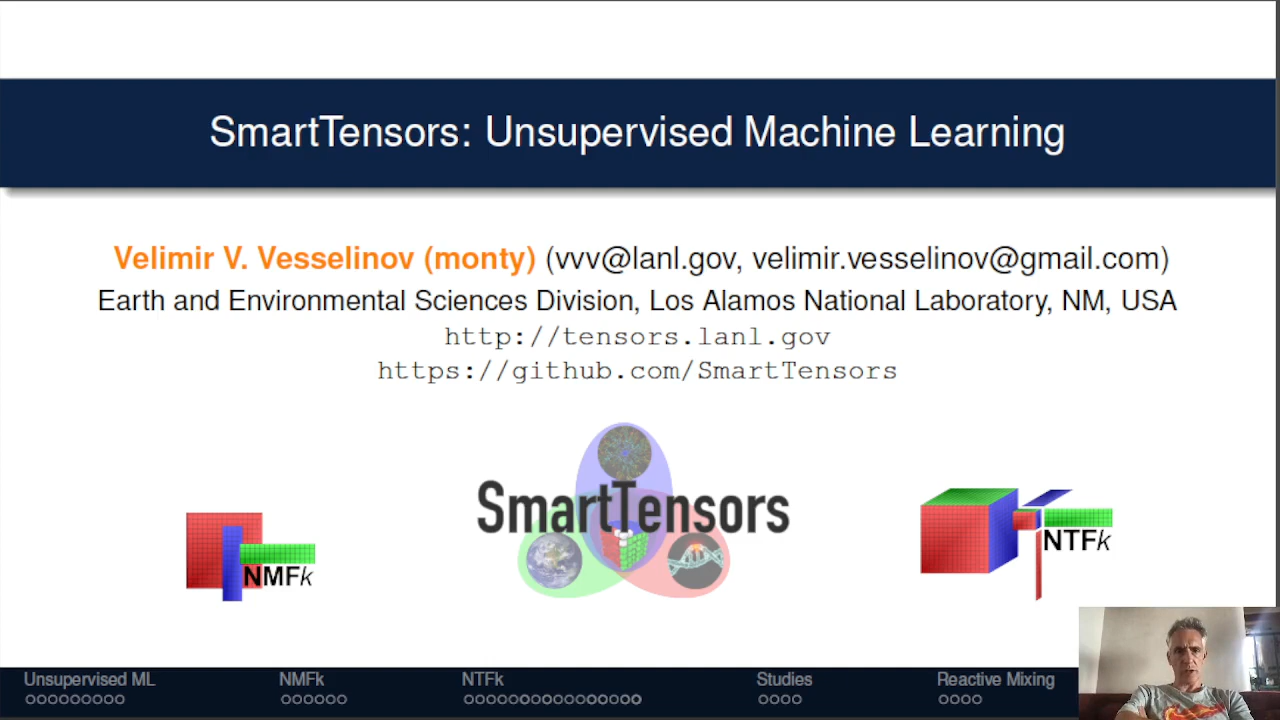 SmartTensors: Unsupervised Machine Learning
Velimir V. Vesselinov (monty) (vvv@lanl.gov, velimir.vesselinov@gmail.com)
Earth and Environmental Sciences Division, Los Alamos National Laboratory, NM, USA
http://tensors.lanl.gov
https://github.com/SmartTensors
SmartTensors
NMFk
NTFk
Unsupervised ML NMFk NTFk Studies Reactive Mixing